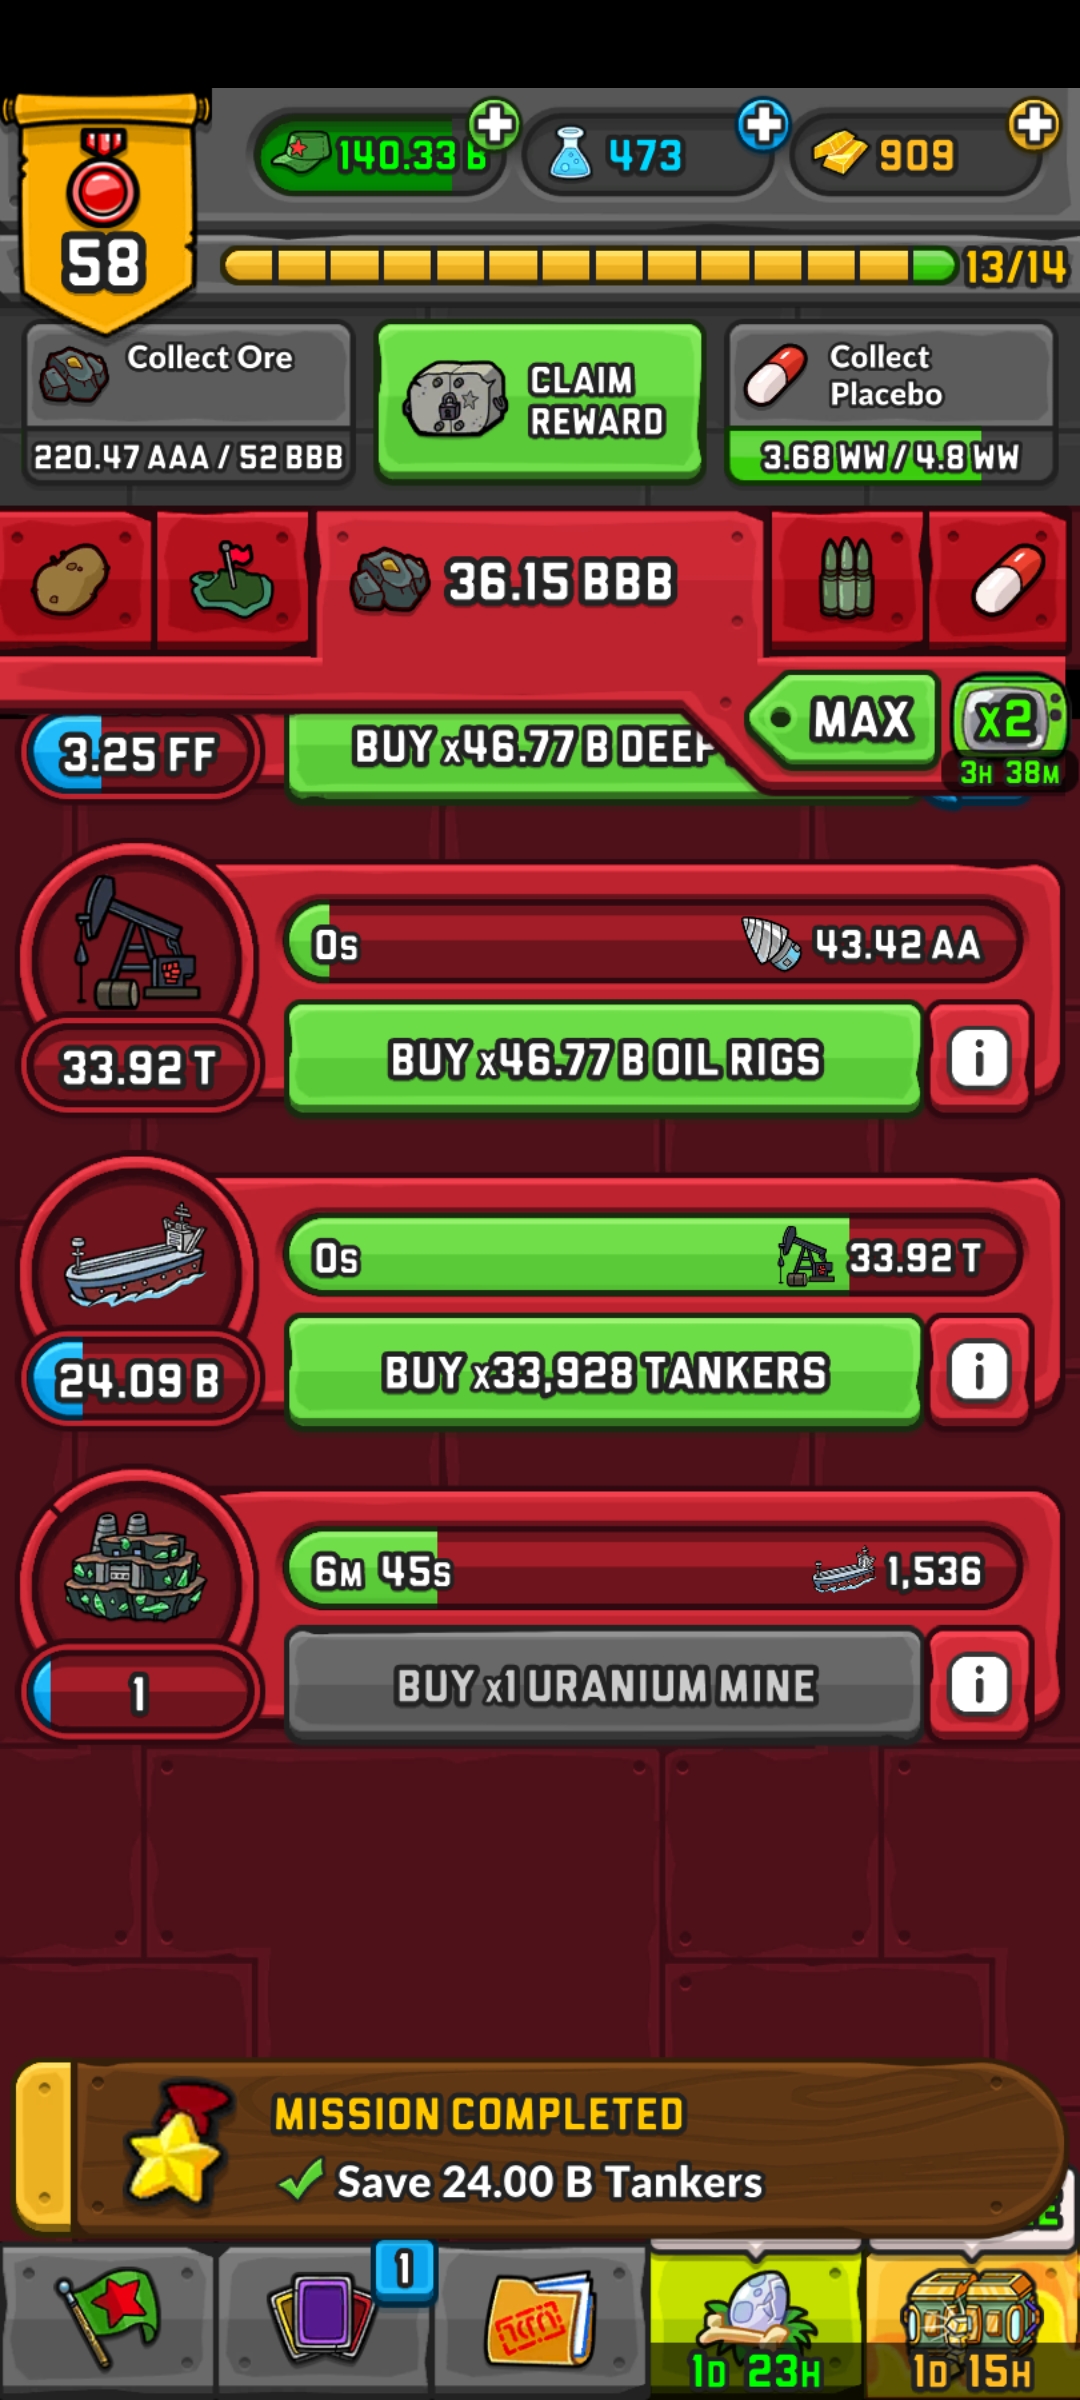 140.33 B
473
909
58
13/14
Collect Ore
220.47 AAA / 52 BBB
CLAIM
REWARD
Collect
Placebo
3.68 WW / 4.8 WW
36.15 BBB
MAX
x2
3H 38M
3.25 FF
BUY x46.77 B DEEP
0s
43.42 AA
33.92 T
BUY x46.77 B OIL RIGS
i
0s
33.92 T
24.09 B
BUY x33,928 TANKERS
i
6M 45s
1,536
1
BUY x1 URANIUM MINE
i
MISSION COMPLETED
Save 24.00 B Tankers
1
1D 23H
1D 15H